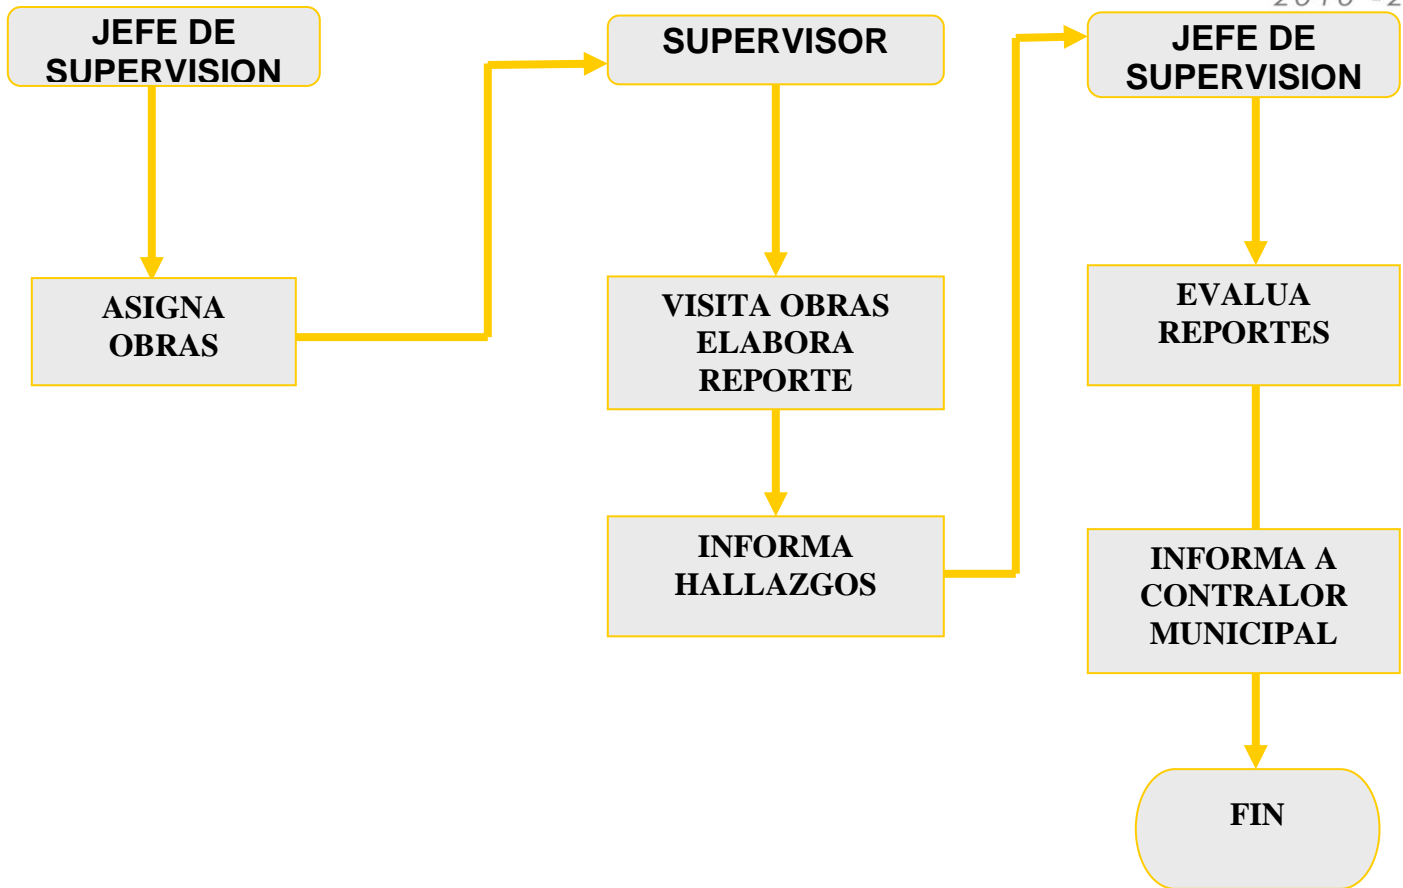 JEFE DE
SUPERVISION
ASIGNA
OBRAS
SUPERVISOR
VISITA OBRAS
ELABORA
REPORTE
INFORMA
HALLAZGOS
JEFE DE
SUPERVISION
EVALUA
REPORTES
INFORMA A
CONTRALOR
MUNICIPAL
FIN